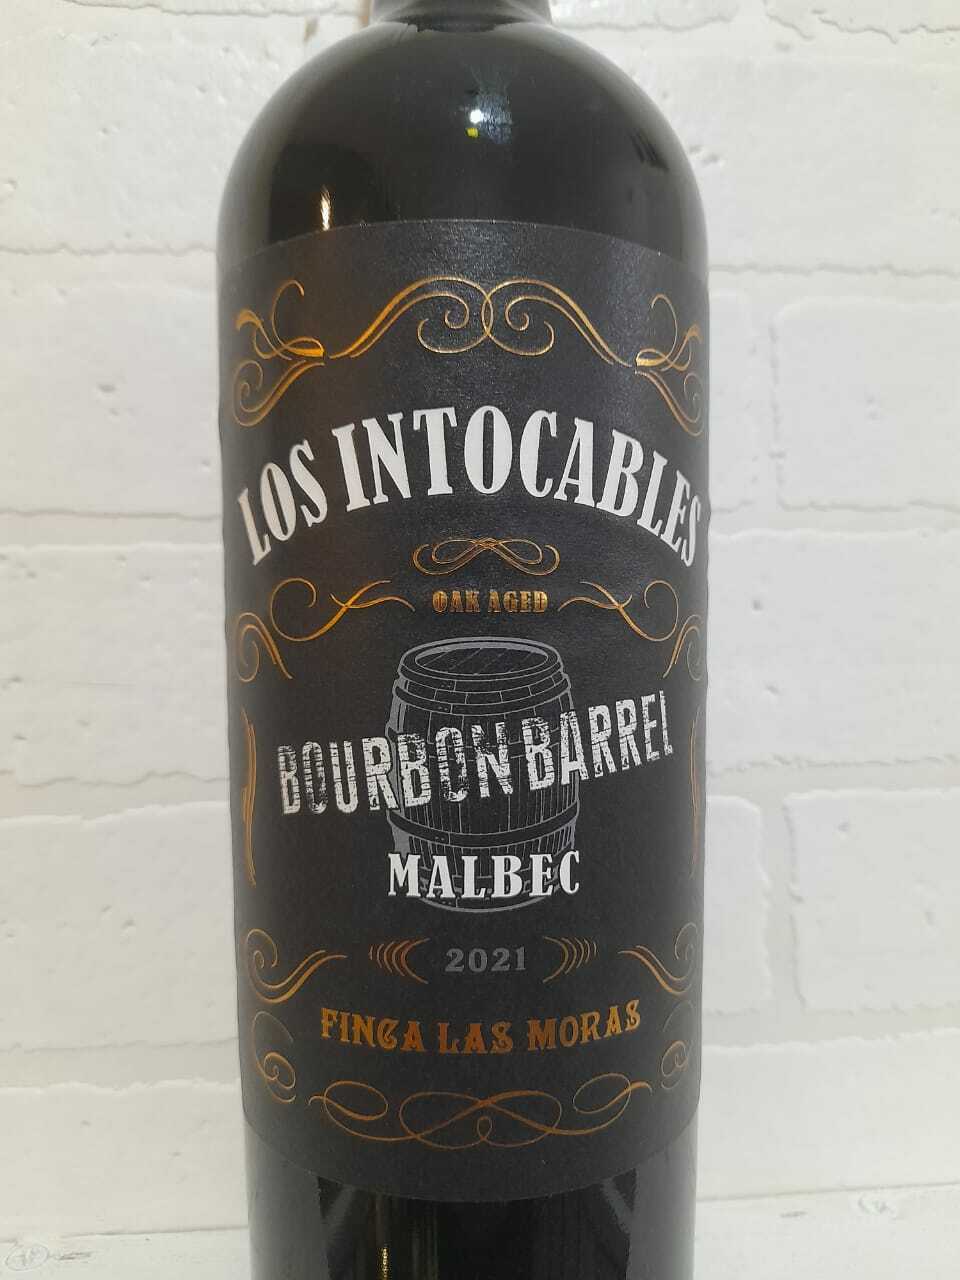 LOS INTOCABLES
OAK AGED
BOURBON BARREL
MALBEC
2021
FINCA LAS MORAS